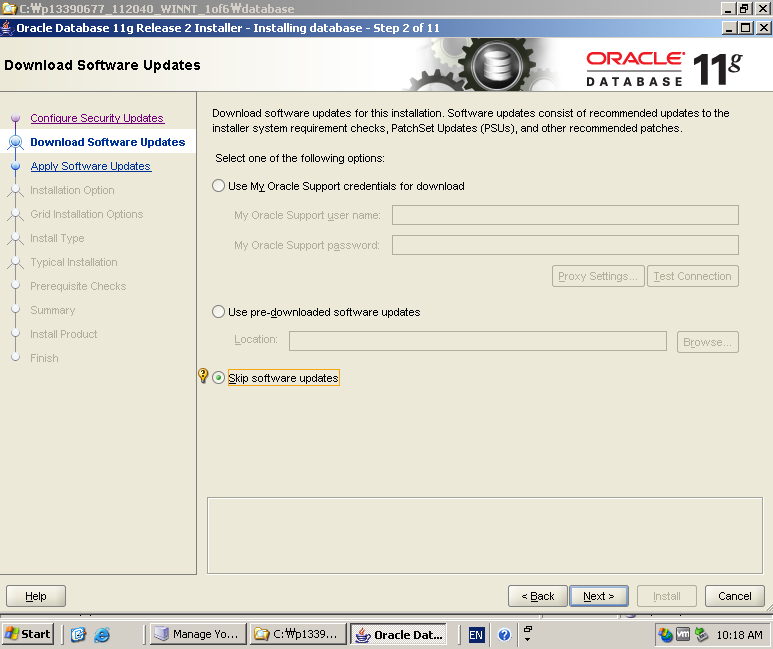 C:₩p13390677_112040_WINNT_1of6₩database
Oracle Database 11g Release 2 Installer - Installing database - Step 2 of 11
Download Software Updates
ORACLE
DATABASE 11g
Configure Security Updates
Download Software Updates
Apply Software Updates
Installation Option
Grid Installation Options
Install Type
Typical Installation
Prerequisite Checks
Summary
Install Product
Finish
Download software updates for this installation. Software updates consist of recommended updates to the
installer system requirement checks, PatchSet Updates (PSUs), and other recommended patches.
Select one of the following options:
Use My Oracle Support credentials for download
My Oracle Support user name:
My Oracle Support password:
Proxy Settings... Test Connection
Use pre-downloaded software updates
Location: Browse...
Skip software updates
Help < Back Next > Install Cancel
Start Manage Yo... C:₩p1339... Oracle Dat... EN 10:18 AM